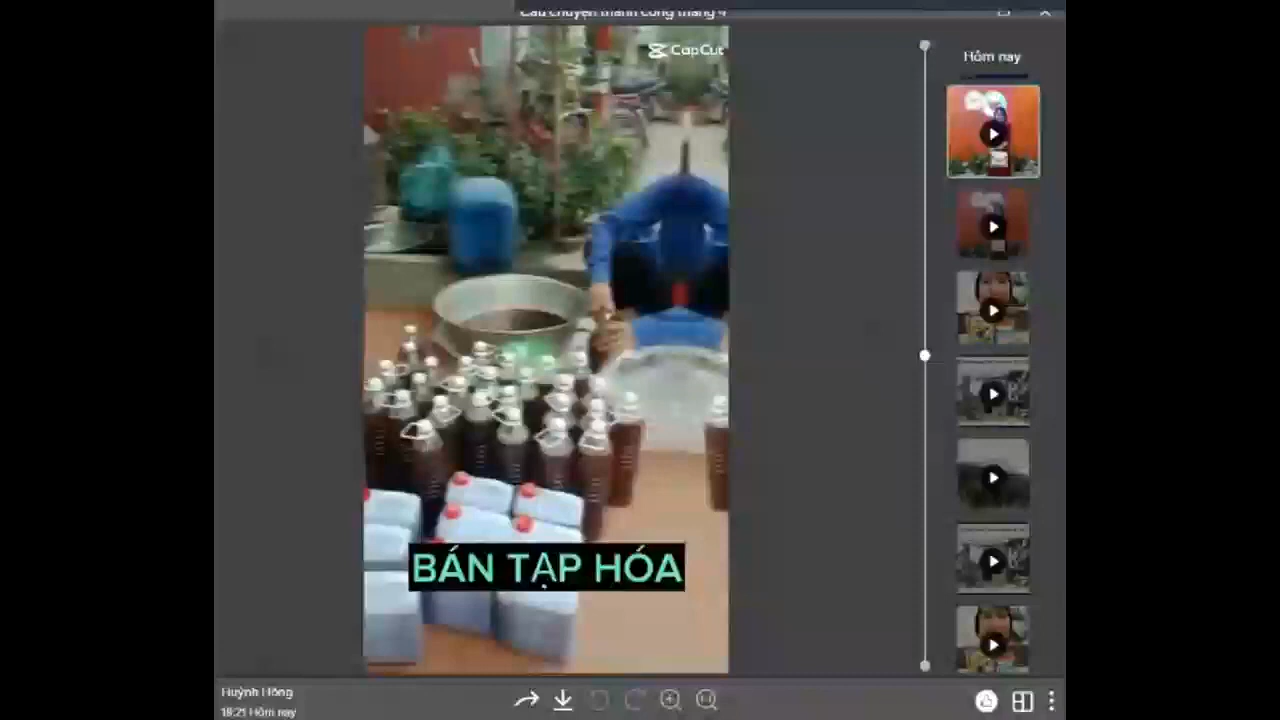 Câu chuyện thành công tháng 4
CapCut
Hôm nay
BÁN TẠP HÓA
Huỳnh Hồng
18:21 Hôm nay